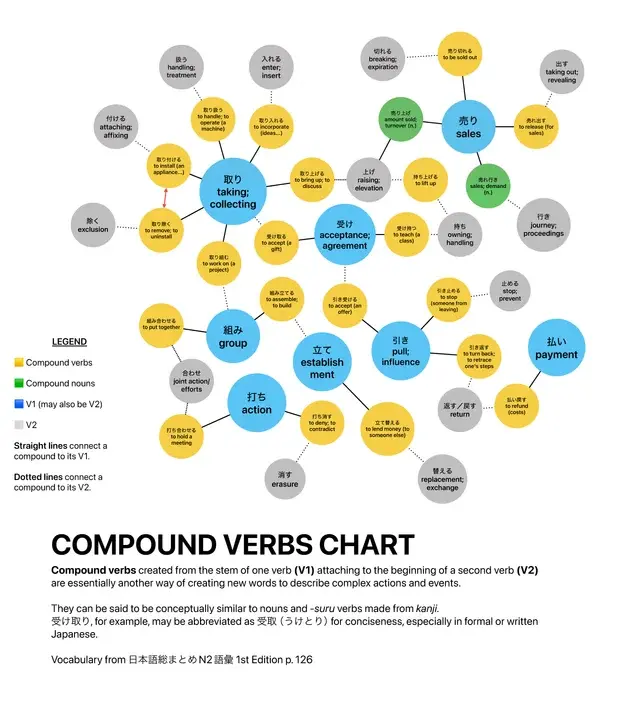 扱う
handling;
treatment
入れる
enter;
insert
切れる
breaking;
expiration
売り切れる
to be sold out
出す
taking out;
revealing
付ける
attaching;
affixing
取り扱う
to handle; to
operate (a
machine)
取り入れる
to incorporate
(ideas...)
売り上げ
amount sold;
turnover (n.)
売り
sales
売れ出す
to release (for
sales)
取り付ける
to install (an
appliance...)
取り
taking;
collecting
取り上げる
to bring up; to
discuss
上げ
raising;
elevation
持ち上げる
to lift up
売れ行き
sales; demand
(n.)
除く
exclusion
取り除く
to remove; to
uninstall
受け取る
to accept (a
gift)
受け
acceptance;
agreement
受け持つ
to teach (a
class)
持ち
owning;
handling
行き
journey;
proceedings
取り組む
to work on (a
project)
組み立てる
to assemble;
to build
引き受ける
to accept (an
offer)
引き止める
to stop
(someone from
leaving)
止める
stop;
prevent
組み合わせる
to put together
組み
group
立て
establish
ment
引き
pull;
influence
引き返す
to turn back;
to retrace
one's steps
払い
payment
合わせ
joint action/
efforts
打ち
action
返す／戻す
return
払い戻す
to refund
(costs)
打ち合わせる
to hold a
meeting
打ち消す
to deny; to
contradict
立て替える
to lend money (to
someone else)
消す
erasure
替える
replacement;
exchange
LEGEND
Compound verbs
Compound nouns
V1 (may also be V2)
V2
Straight lines connect a
compound to its V1.
Dotted lines connect a
compound to its V2.
COMPOUND VERBS CHART
Compound verbs created from the stem of one verb (V1) attaching to the beginning of a second verb (V2)
are essentially another way of creating new words to describe complex actions and events.
They can be said to be conceptually similar to nouns and -suru verbs made from kanji.
受け取り, for example, may be abbreviated as 受取（うけとり）for conciseness, especially in formal or written
Japanese.
Vocabulary from 日本語総まとめN2語彙 1st Edition p. 126